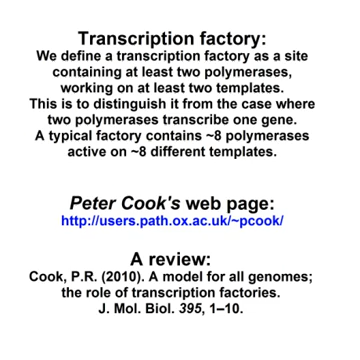 Transcription factory:
We define a transcription factory as a site
containing at least two polymerases,
working on at least two templates.
This is to distinguish it from the case where
two polymerases transcribe one gene.
A typical factory contains ~8 polymerases
active on ~8 different templates.
Peter Cook's web page:
http://users.path.ox.ac.uk/~pcook/
A review:
Cook, P.R. (2010). A model for all genomes;
the role of transcription factories.
J. Mol. Biol. 395, 1–10.